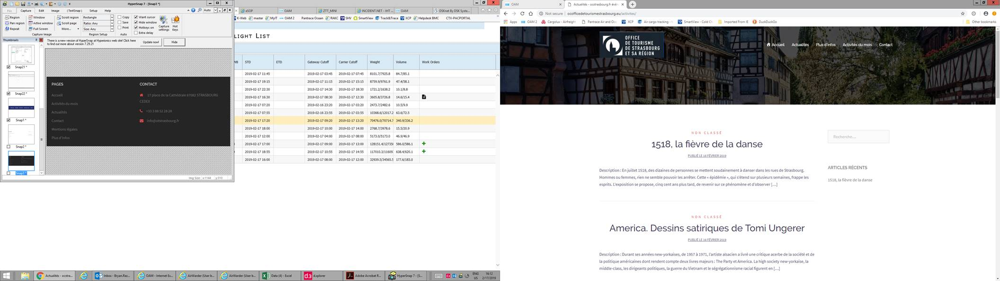 HyperSnap 7 - [Snap3 *]
File Capture Edit Image ( TextSnap ) Setup Help Auto
Region Window Scroll region Rectangle Copy Want cursor
Pan region Active window Scroll page Ratio: Any Save Hide window
Repeat Full Screen More... Size: Any Print Hotkeys on
Extra delay
Capture settings Hot Keys
Capture Image Region Setup Auto
Thumbnails
There is a new version of HyperSnap at Hyperionics web site! Click here
to find out more about version 7.29.21
Update now! Hide
Snap21 *
Snap22 *
Snap1 *
Snap2 *
Snap3 *
PAGES
Accueil
Activités du mois
Actualités
Contact
Mentions légales
Plus d'Infos
CONTACT
17 place de la Cathédrale 67082 STRASBOURG
CEDEX
+33 3 88 52 28 28
info@otstrasbourg.fr
Img Size: x:1144 y:310
eSOP OAM ZTT_MINI INCIDENT.NET - IHT ... OAM DSKnet By DSK Syste...
K-Web master MyIT OAM 2 Pantrace Ocean RAKC SHV SmartView Track&Trace XCP Helpdesk BMC CTX-PACPORTAL
LIGHT LIST
WB STD ETD Gateway Cutoff Carrier Cutoff Weight Volume Work Orders
2019-02-17 11:45 2019-02-17 03:45 2019-02-17 07:45 8101.7/7925.8 84.7/85.1
2019-02-17 19:15 2019-02-17 11:15 2019-02-17 15:15 8759.9/9761.9 47.4/58.1
2019-02-17 22:30 2019-02-17 14:30 2019-02-17 18:30 1721.2/1638.2 10.1/8.8
2019-02-17 16:30 2019-02-17 08:30 2019-02-17 12:30 3605.8/3726.8 14.6/15.4
2019-02-17 07:20 2019-02-16 23:20 2019-02-17 03:20 2473.7/2482.6 10.5/9.9
2019-02-17 07:55 2019-02-16 23:55 2019-02-17 03:55 10368.6/12017.2 63.6/72.5
2019-02-17 17:20 2019-02-17 09:20 2019-02-17 13:20 70476.0/70714.7 340.9/336.2
2019-02-17 18:00 2019-02-17 10:00 2019-02-17 14:00 2768.7/3978.6 15.5/20.9
2019-02-17 12:00 2019-02-17 04:00 2019-02-17 08:00 5173.0/5173.0 46.9/46.9
2019-02-17 17:00 2019-02-17 09:00 2019-02-17 13:00 128151.4/12735 586.0/586.1
2019-02-17 18:55 2019-02-17 10:55 2019-02-17 14:55 117010.3/11609 638.4/620.1
2019-02-17 16:00 2019-02-17 08:00 2019-02-17 12:00 32939.5/34565.5 177.6/183.0
Actualités - ocstra... Inbox - Bryan.Raz... OAM - Internet Ex... AirWarder (User b... AirWarder (User b... Data (4) - Excel d.xplorer Adobe Acrobat R... HyperSnap 7 - [S...
ENG 16:12
US 2/17/2019
OAM Actualités - ocstrasbourg.fr évén
Not secure ocofficedetourismestrasbourg.eu/activites/
Apps OAM 2 Cargolux - Airfreight Pantrace Air and Oc XCP Air cargo tracking - t SmartView - Cold Ch Imported From IE DuckDuckGo Other bookmarks
OFFICE
DE TOURISME
DE STRASBOURG
ET SA RÉGION
Accueil Actualités Plus d'infos Activités du mois Contact
NON CLASSÉ
1518, la fièvre de la danse
PUBLIÉ LE 16 FÉVRIER 2019
Description : En juillet 1518, des dizaines de personnes se mettent soudainement à danser dans les rues de Strasbourg.
Hommes ou femmes, rien ne semble pouvoir les arrêter. Cette « épidémie », qui s'étend sur plusieurs semaines, frappe les
esprits. L'exposition se propose, cinq cent ans plus tard, de revenir sur ce phénomène et d'observer [...]
NON CLASSÉ
America. Dessins satiriques de Tomi Ungerer
PUBLIÉ LE 16 FÉVRIER 2019
Description : Durant ses années new-yorkaises, de 1957 à 1971, l'artiste alsacien a livré une critique acerbe de la société et de
la politique américaines dont rendent compte deux livres majeurs : The Party et America. La high society new-yorkaise, la
middle-class, les dirigeants politiques, la guerre du Vietnam et le ségrégationnisme racial figurent en [...]
Recherche...
ARTICLES RÉCENTS
1518, la fièvre de la danse